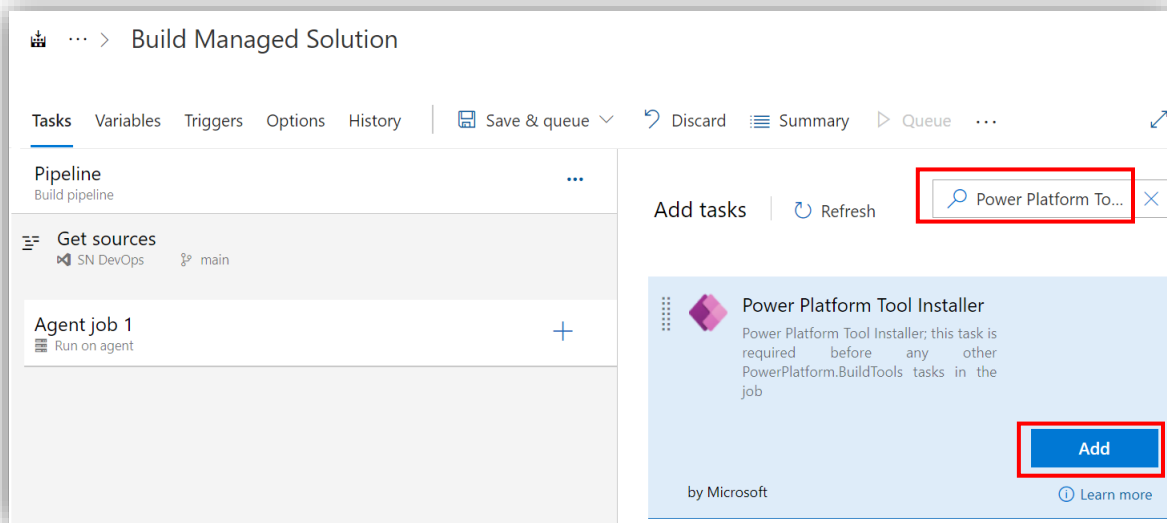 ··· > Build Managed Solution
Tasks Variables Triggers Options History Save & queue Discard Summary Queue ···
Pipeline ···
Build pipeline
Get sources
SN DevOps main
Agent job 1 +
Run on agent
Add tasks Refresh Power Platform To...
Power Platform Tool Installer
Power Platform Tool Installer; this task is
required before any other
PowerPlatform.BuildTools tasks in the
job
Add
by Microsoft Learn more